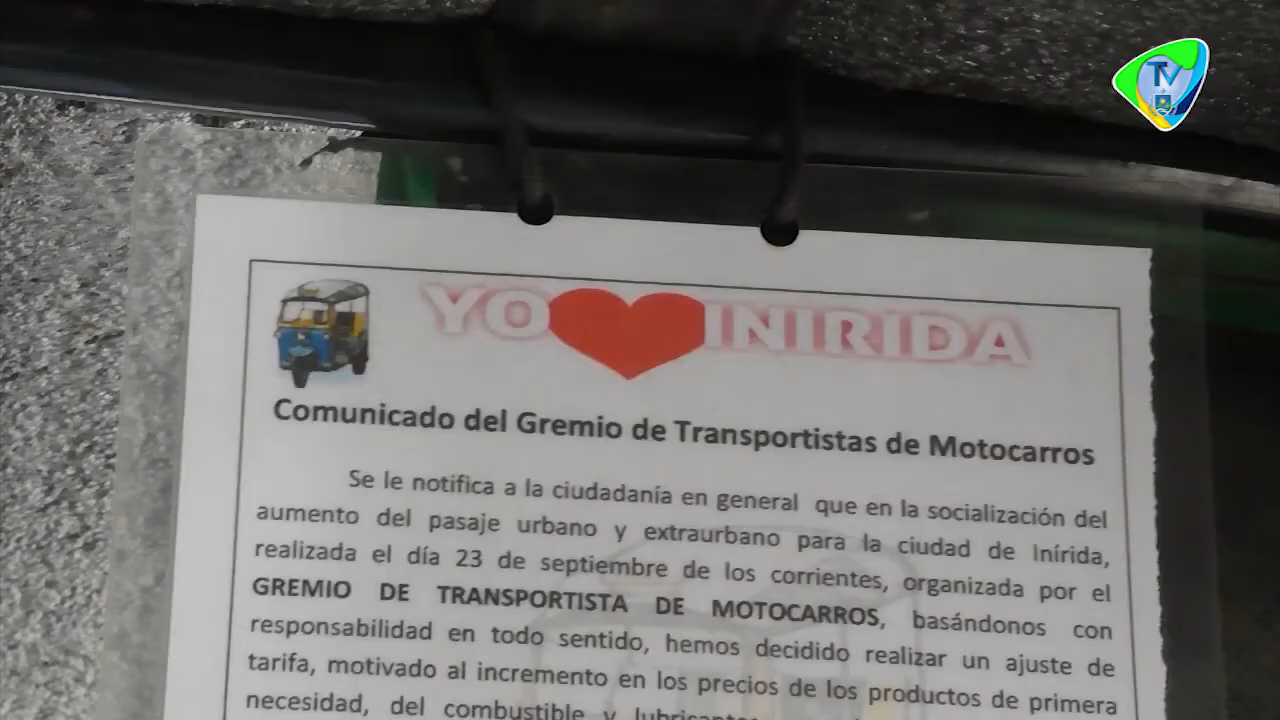 TV
YO INIRIDA
Comunicado del Gremio de Transportistas de Motocarros
Se le notifica a la ciudadanía en general que en la socialización del
aumento del pasaje urbano y extraurbano para la ciudad de Inírida,
realizada el día 23 de septiembre de los corrientes, organizada por el
GREMIO DE TRANSPORTISTA DE MOTOCARROS, basándonos con
responsabilidad en todo sentido, hemos decidido realizar un ajuste de
tarifa, motivado al incremento en los precios de los productos de primera
necesidad, del combustible y